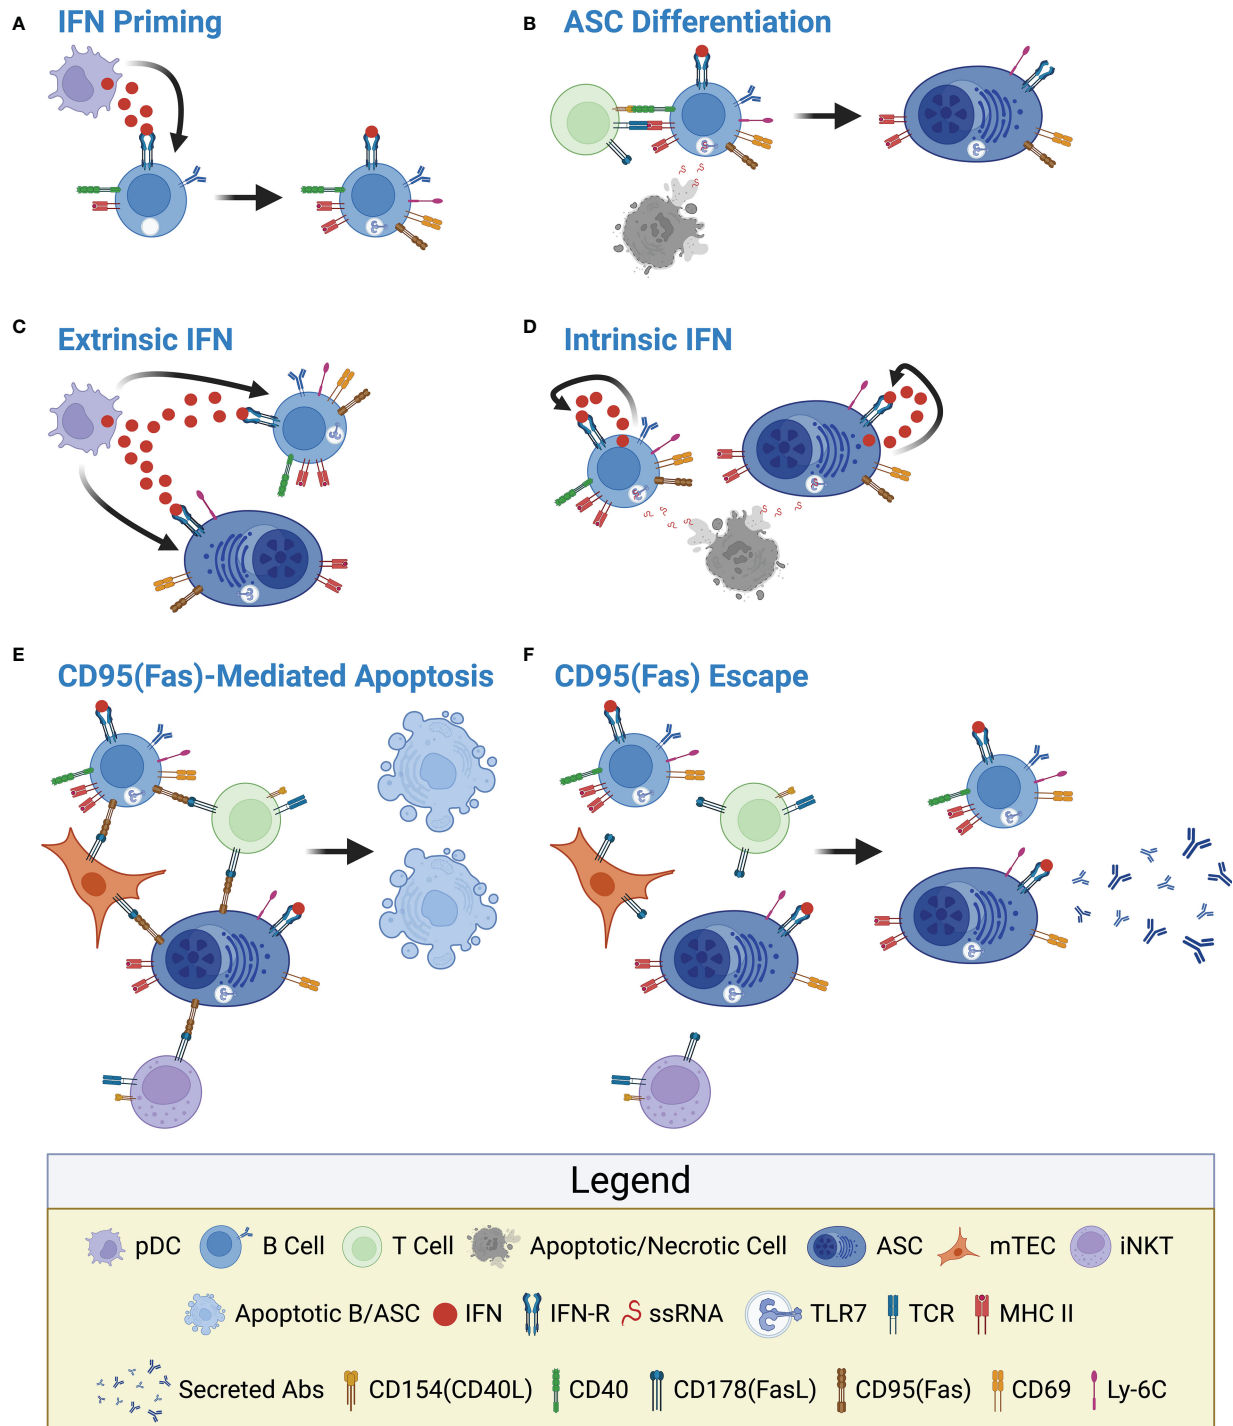 A IFN Priming
B ASC Differentiation
C Extrinsic IFN
D Intrinsic IFN
E CD95(Fas)-Mediated Apoptosis
F CD95(Fas) Escape
Legend
pDC B Cell T Cell Apoptotic/Necrotic Cell ASC mTEC iNKT
Apoptotic B/ASC IFN IFN-R ssRNA TLR7 TCR MHC II
Secreted Abs CD154(CD40L) CD40 CD178(FasL) CD95(Fas) CD69 Ly-6C